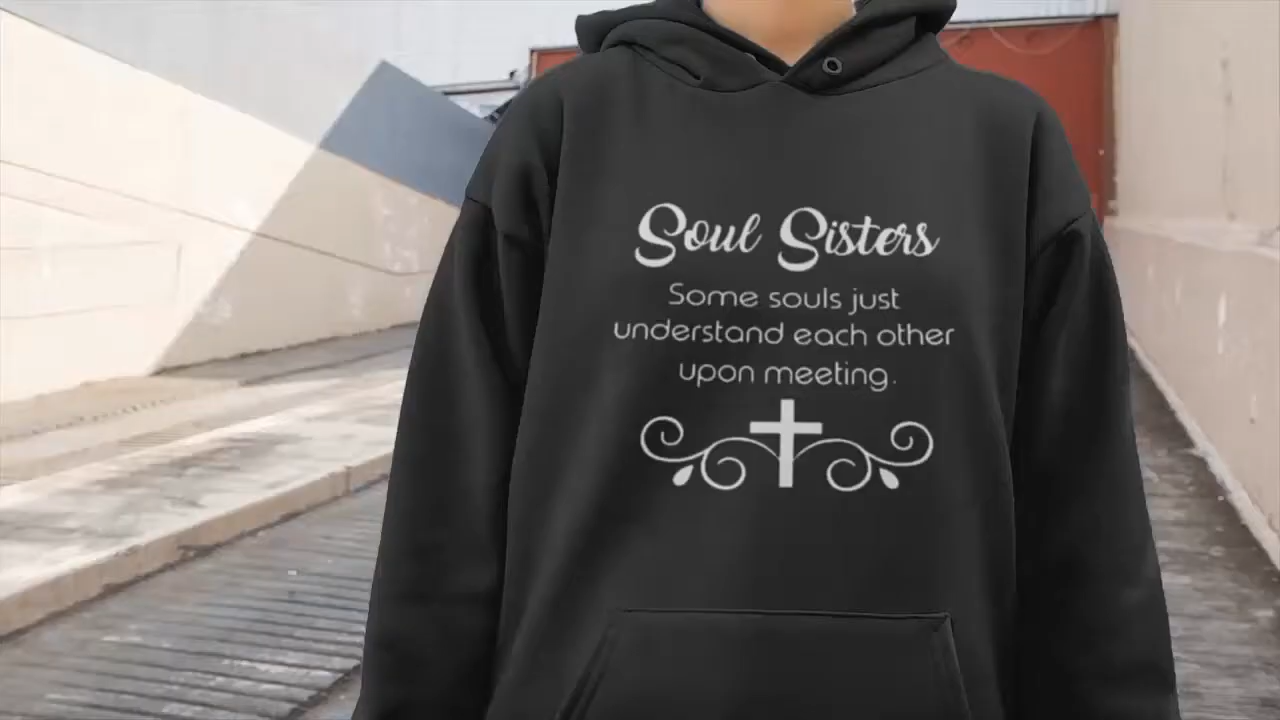 Soul Sisters
Some souls just
understand each other
upon meeting.